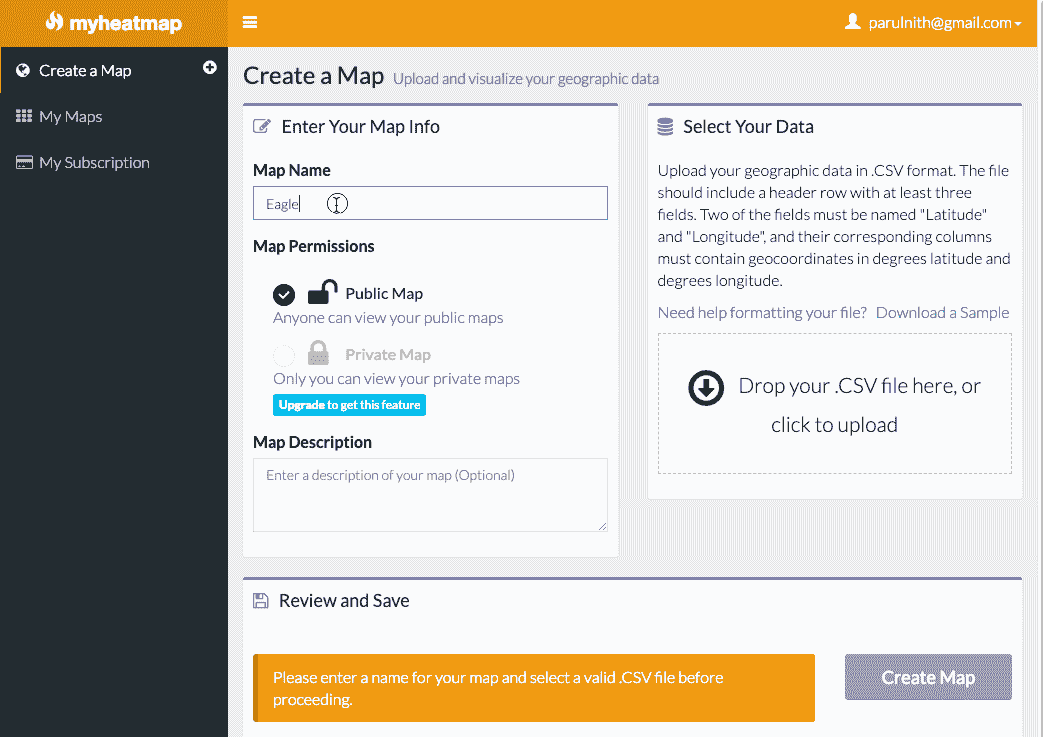 myheatmap
parulnith@gmail.com
Create a Map
My Maps
My Subscription
Create a Map Upload and visualize your geographic data
Enter Your Map Info
Map Name
Eagle
Map Permissions
Public Map
Anyone can view your public maps
Private Map
Only you can view your private maps
Upgrade to get this feature
Map Description
Enter a description of your map (Optional)
Select Your Data
Upload your geographic data in .CSV format. The file
should include a header row with at least three
fields. Two of the fields must be named "Latitude"
and "Longitude", and their corresponding columns
must contain geocoordinates in degrees latitude and
degrees longitude.
Need help formatting your file? Download a Sample
Drop your .CSV file here, or
click to upload
Review and Save
Please enter a name for your map and select a valid .CSV file before
proceeding.
Create Map